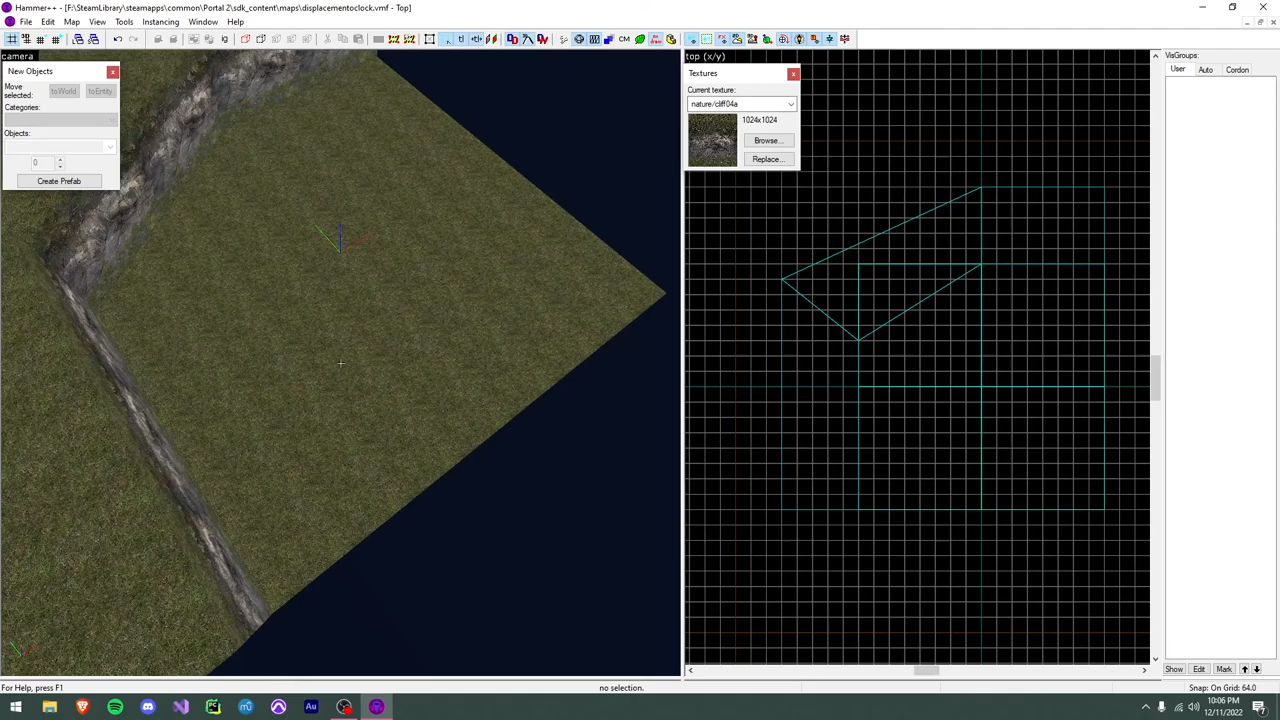 Hammer++ - [F:\SteamLibrary\steamapps\common\Portal 2\sdk_content\maps\displacementoclock.vmf - Top]
File Edit Map View Tools Instancing Window Help
camera
New Objects
Move selected:
toWorld
toEntity
Categories:
Objects:
0
Create Prefab
top (x/y)
Textures
Current texture:
nature/cliff04a
1024x1024
Browse...
Replace...
VisGroups:
User Auto Cordon
Show Edit Mark
For Help, press F1
no selection.
Snap: On Grid: 64.0
10:06 PM
12/11/2022